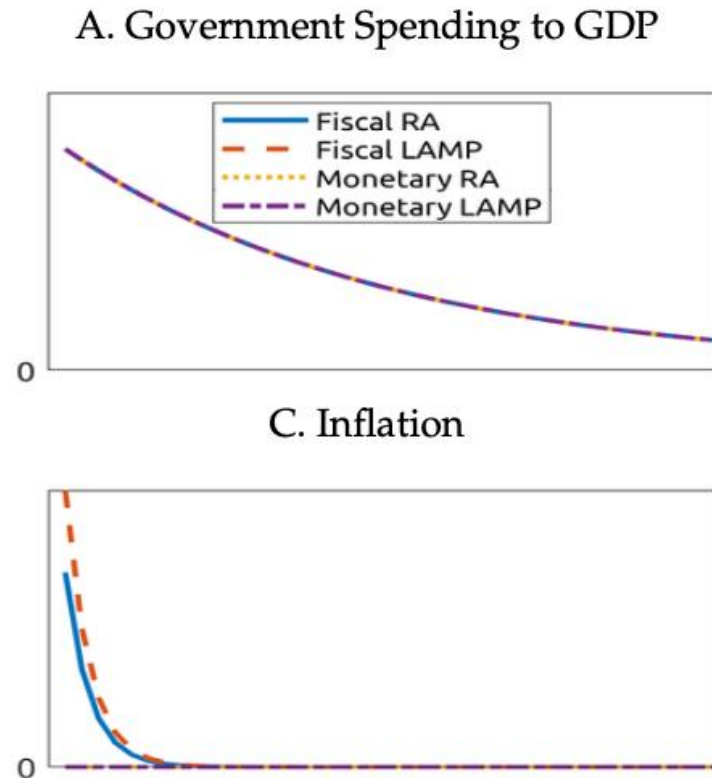 A. Government Spending to GDP
Fiscal RA
Fiscal LAMP
Monetary RA
Monetary LAMP
0
C. Inflation
0